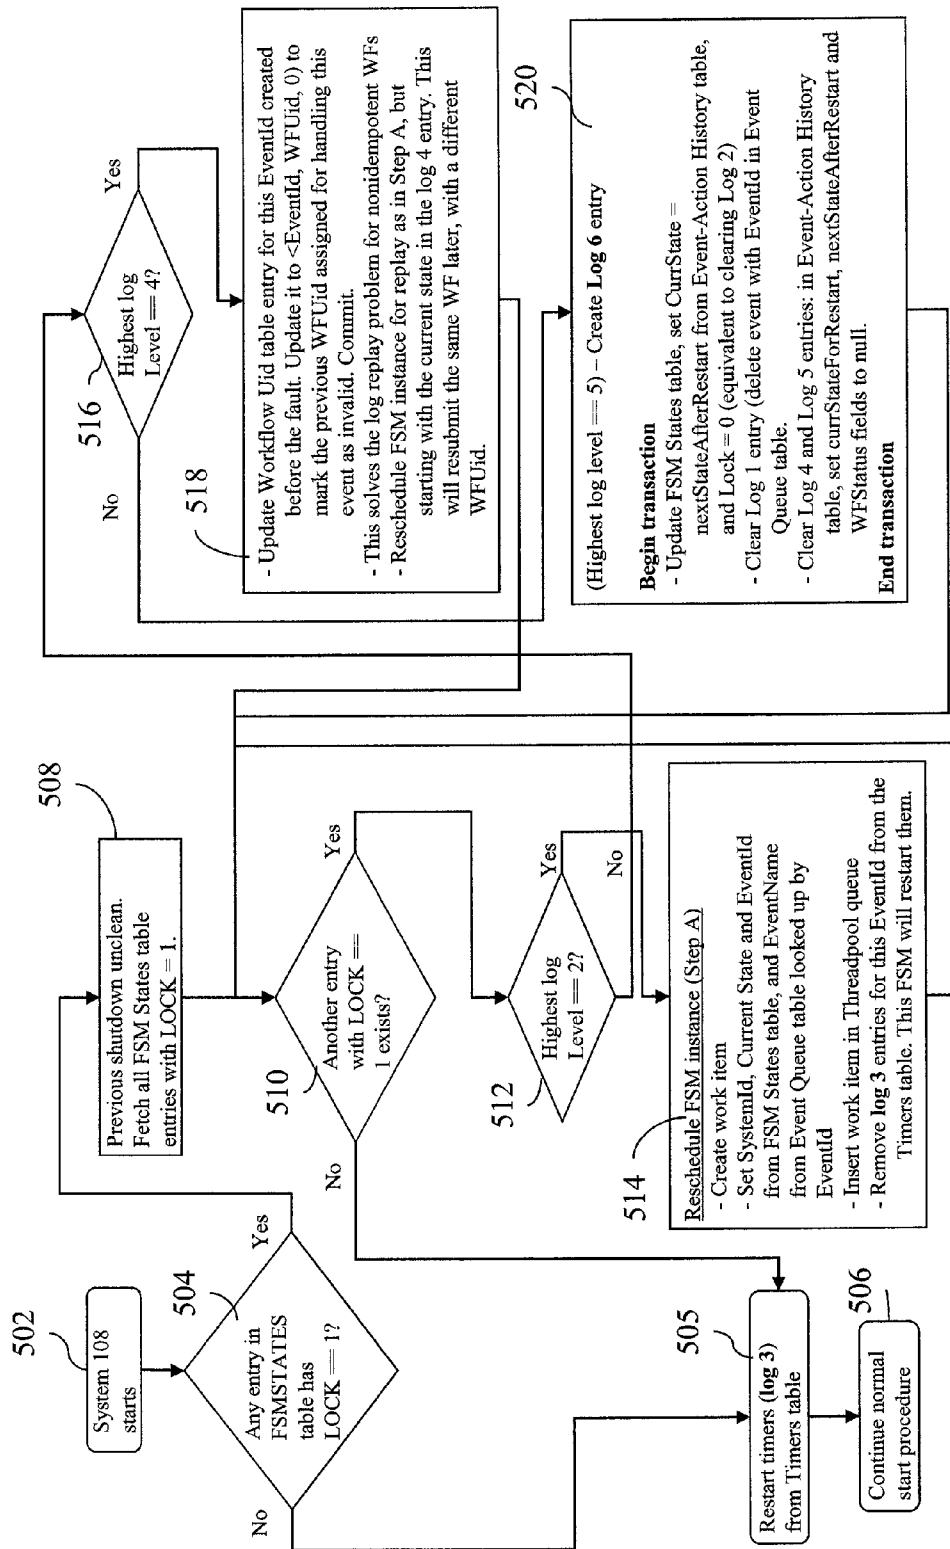 502
System 108
starts
504
Any entry in
FSMSTATES
table has
LOCK == 1?
Yes
No
508
Previous shutdown unclean.
Fetch all FSM States table
entries with LOCK = 1.
510
Another entry
with LOCK ==
1 exists?
Yes
No
505
Restart timers (log 3)
from Timers table
506
Continue normal
start procedure
512
Highest log
Level == 2?
Yes
No
514
Reschedule FSM instance (Step A)
- Create work item
- Set SystemId, Current State and EventId
from FSM States table, and EventName
from Event Queue table looked up by
EventId
- Insert work item in Threadpool queue
- Remove log 3 entries for this EventId from the
Timers table. This FSM will restart them.
516
Highest log
Level == 4?
Yes
No
518
- Update Workflow Uid table entry for this EventId created
before the fault. Update it to <EventId, WFUid, 0) to
mark the previous WFUid assigned for handling this
event as invalid. Commit.
- This solves the log replay problem for nonidempotent WFs
- Reschedule FSM instance for replay as in Step A, but
starting with the current state in the log 4 entry. This
will resubmit the same WF later, with a different
WFUid.
520
(Highest log level == 5) – Create Log 6 entry
Begin transaction
- Update FSM States table, set CurrState =
nextStateAfterRestart from Event-Action History table,
and Lock = 0 (equivalent to clearing Log 2)
- Clear Log 1 entry (delete event with EventId in Event
Queue table.
- Clear Log 4 and Log 5 entries: in Event-Action History
table, set currStateForRestart, nextStateAfterRestart and
WFStatus fields to null.
End transaction